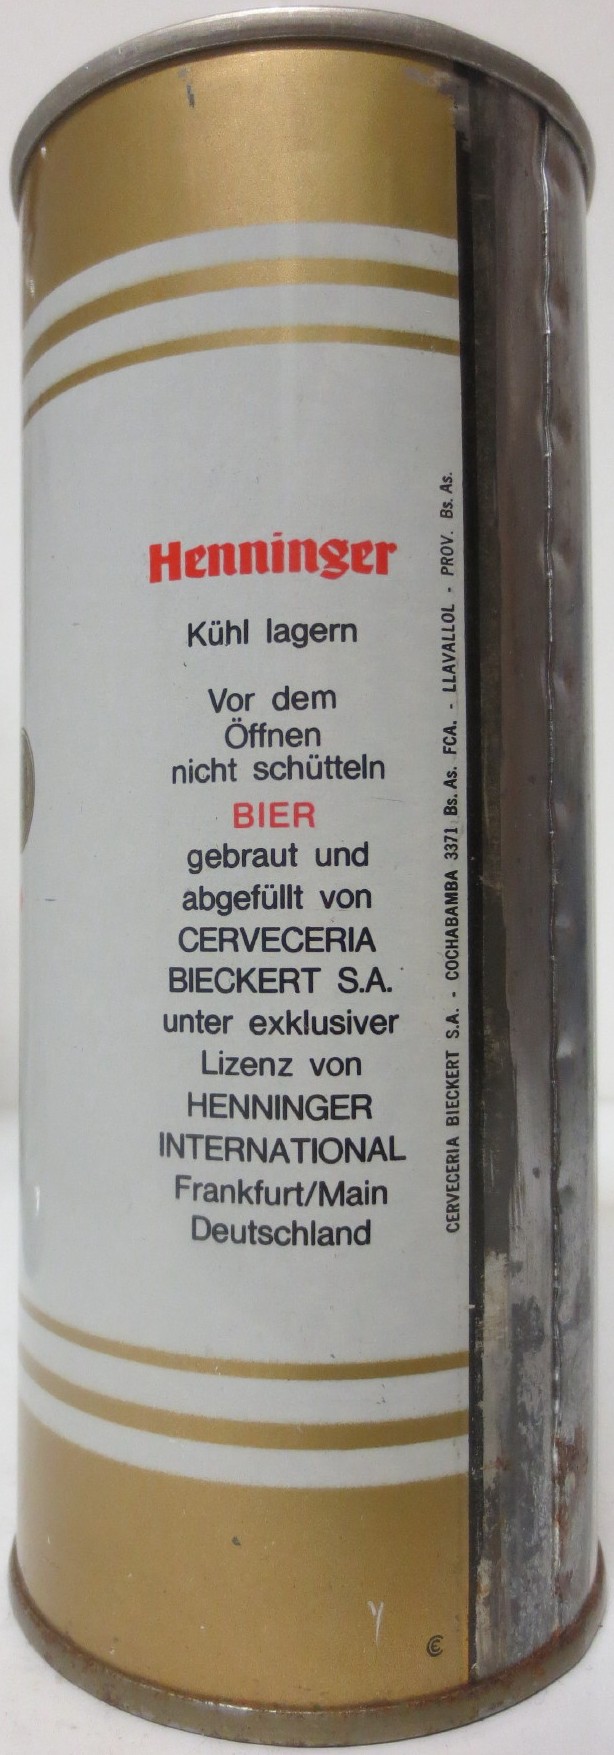 Henninger
Kühl lagern
Vor dem
Öffnen
nicht schütteln
BIER
gebraut und
abgefüllt von
CERVECERIA
BIECKERT S.A.
unter exklusiver
Lizenz von
HENNINGER
INTERNATIONAL
Frankfurt/Main
Deutschland
CERVECERIA BIECKERT S.A. - COCHABAMBA 3371 Bs. As. FCA. - LLAVALLOL - PROV. Bs. As.